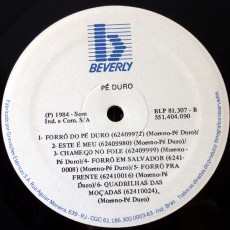 BEVERLY
PÉ DURO
(P) 1984 - Som
Ind. e Com. S/A
BLP 81.307 - B
551.404.090
1- FORRÓ DO PÉ DURO (62409972) (Moreno-Pé Duro)/
2- ESTE É MEU (62409980) (Moreno-Pé Duro)/
3- CHAMEGO NO FOLE (62409999) (Moreno-
Pé Duro)/ 4- FORRÓ EM SALVADOR (6241-
0008) (Moreno-Pé Duro)/ 5- FORRÓ PRA
FRENTE (62410016) (Moreno-Pé
Duro)/ 6- QUADRILHAS DAS
MOÇADAS (62410024)
(Moreno-Pé Duro)